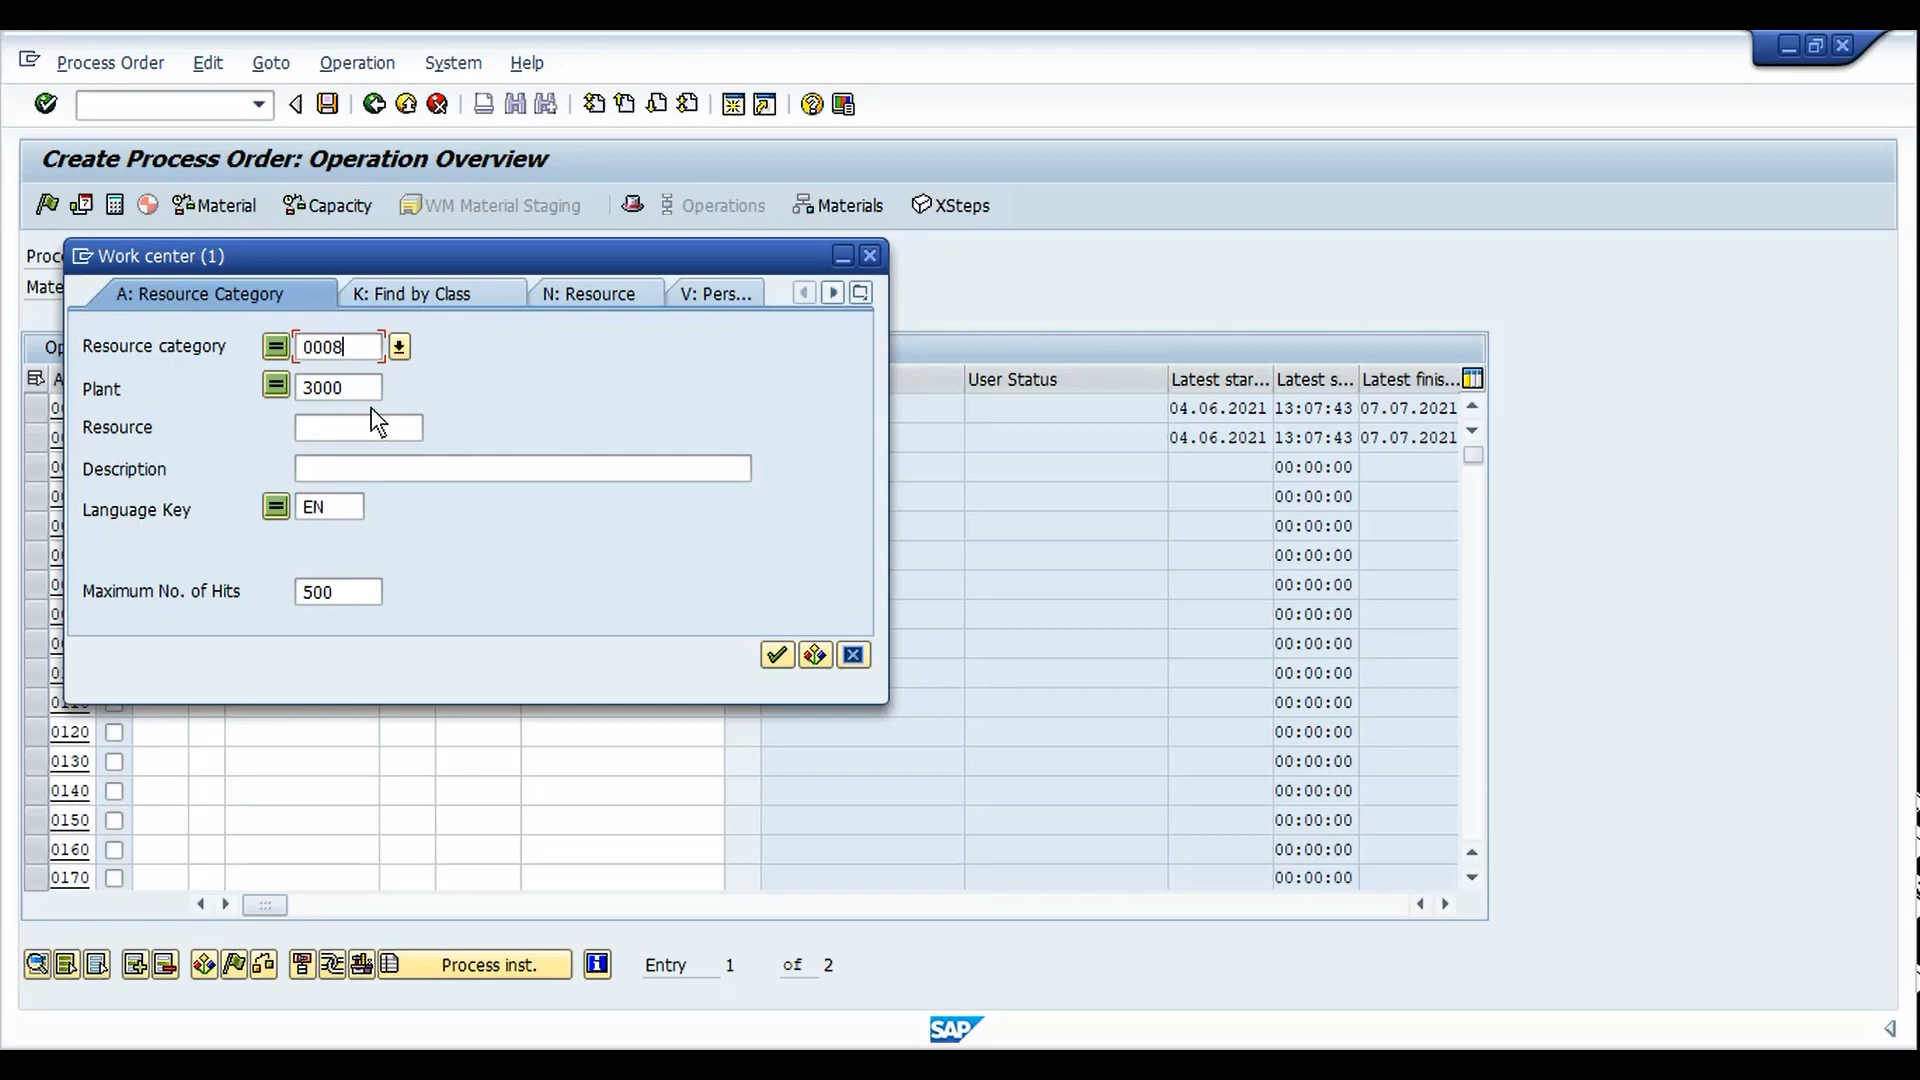 Process Order Edit Goto Operation System Help
Create Process Order: Operation Overview
Material Capacity WM Material Staging Operations Materials XSteps
Proc
Mate
Work center (1)
A: Resource Category K: Find by Class N: Resource V: Pers...
Resource category 0008
Plant 3000
Resource
Description
Language Key EN
Maximum No. of Hits 500
Op
A User Status Latest star... Latest s... Latest finis...
04.06.2021 13:07:43 07.07.2021
04.06.2021 13:07:43 07.07.2021
00:00:00
00:00:00
00:00:00
00:00:00
00:00:00
00:00:00
00:00:00
00:00:00
00:00:00
0120 00:00:00
0130 00:00:00
0140 00:00:00
0150 00:00:00
0160 00:00:00
0170 00:00:00
Process inst. Entry 1 of 2
SAP